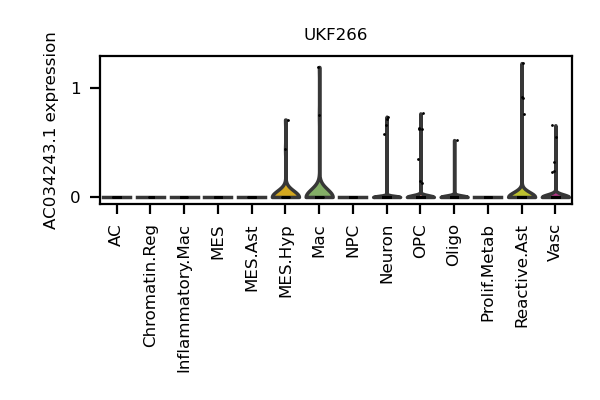 UKF266
AC034243.1 expression
1
0
AC
Chromatin.Reg
Inflammatory.Mac
MES
MES.Ast
MES.Hyp
Mac
NPC
Neuron
OPC
Oligo
Prolif.Metab
Reactive.Ast
Vasc